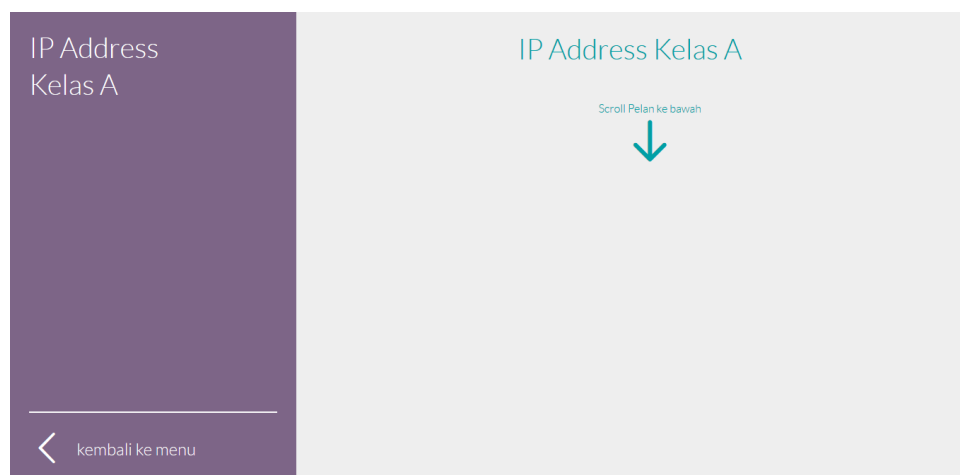 IP Address
Kelas A
kembali ke menu
IP Address Kelas A
Scroll Pelan ke bawah